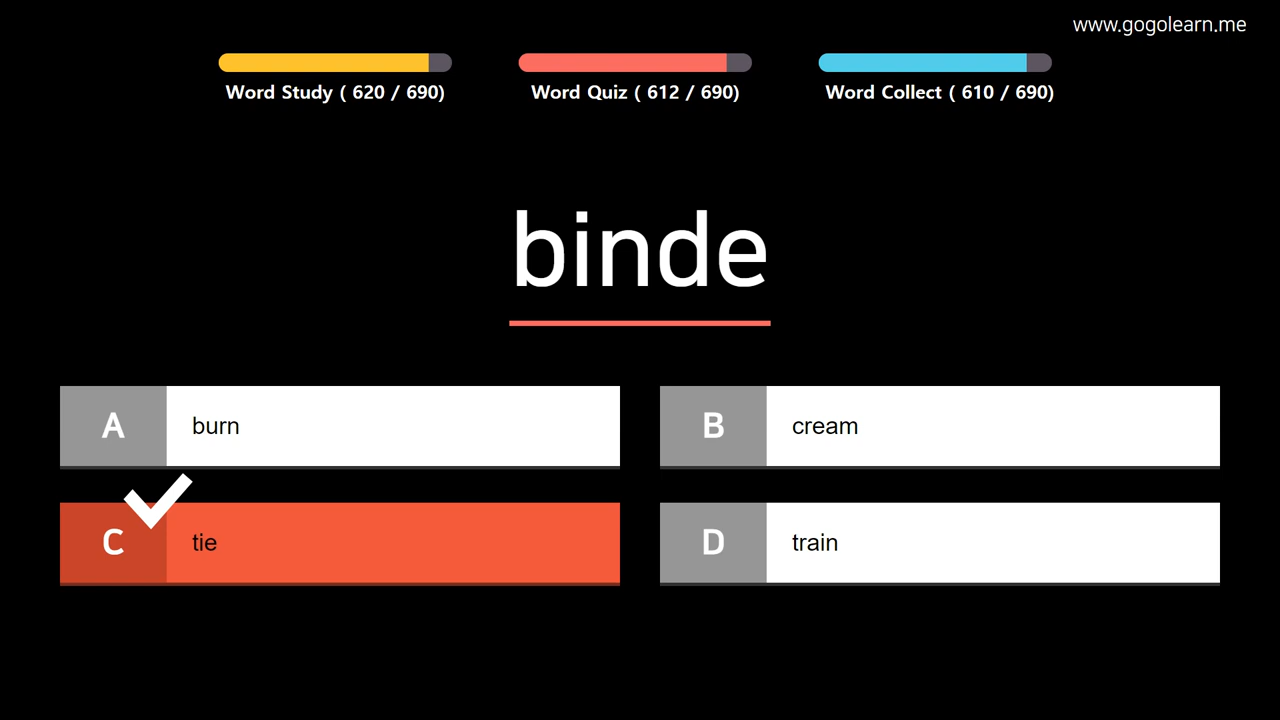 www.gogolearn.me
Word Study ( 620 / 690)
Word Quiz ( 612 / 690)
Word Collect ( 610 / 690)
binde
A burn
B cream
C tie
D train